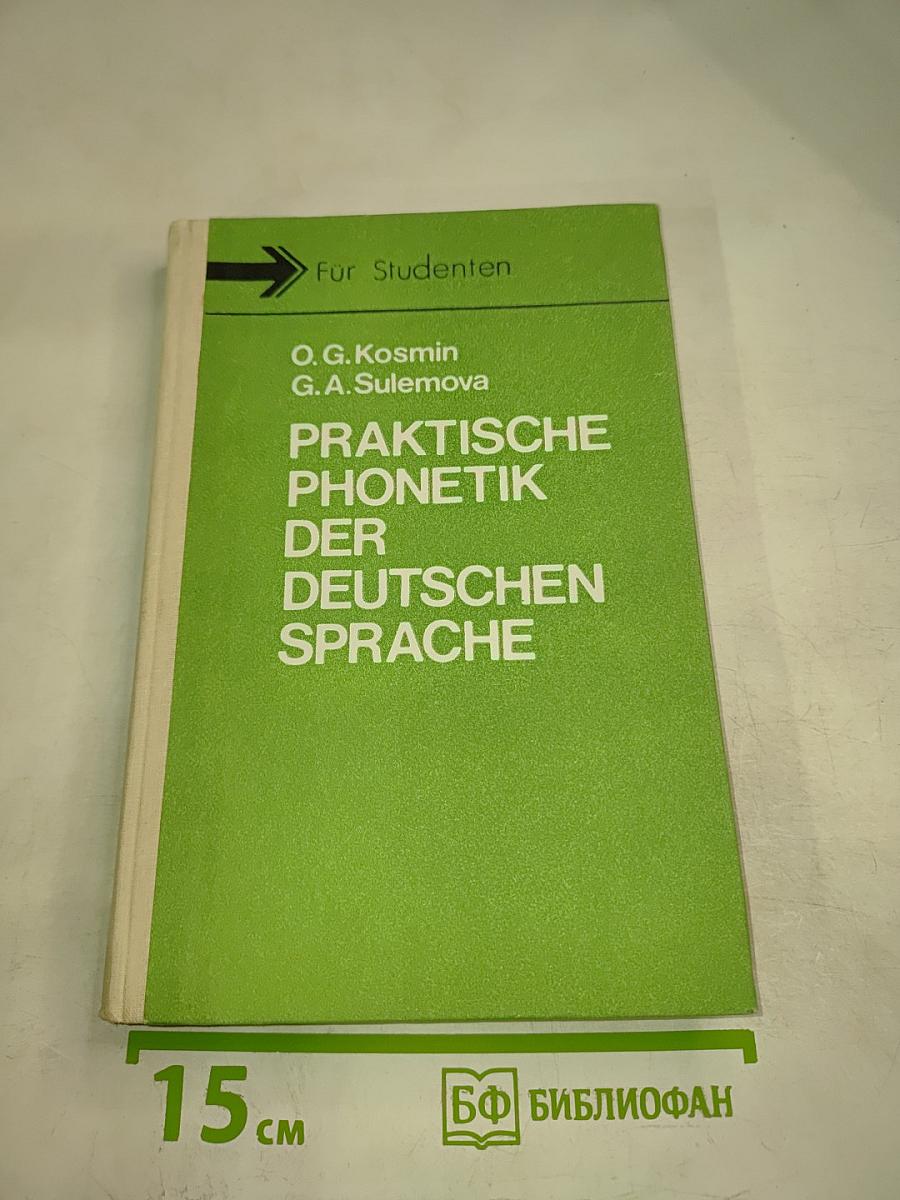 Für Studenten
O. G. Kosmin
G. A. Sulemova
PRAKTISCHE
PHONETIK
DER
DEUTSCHEN
SPRACHE
15 см
БФ БИБЛИОФАН